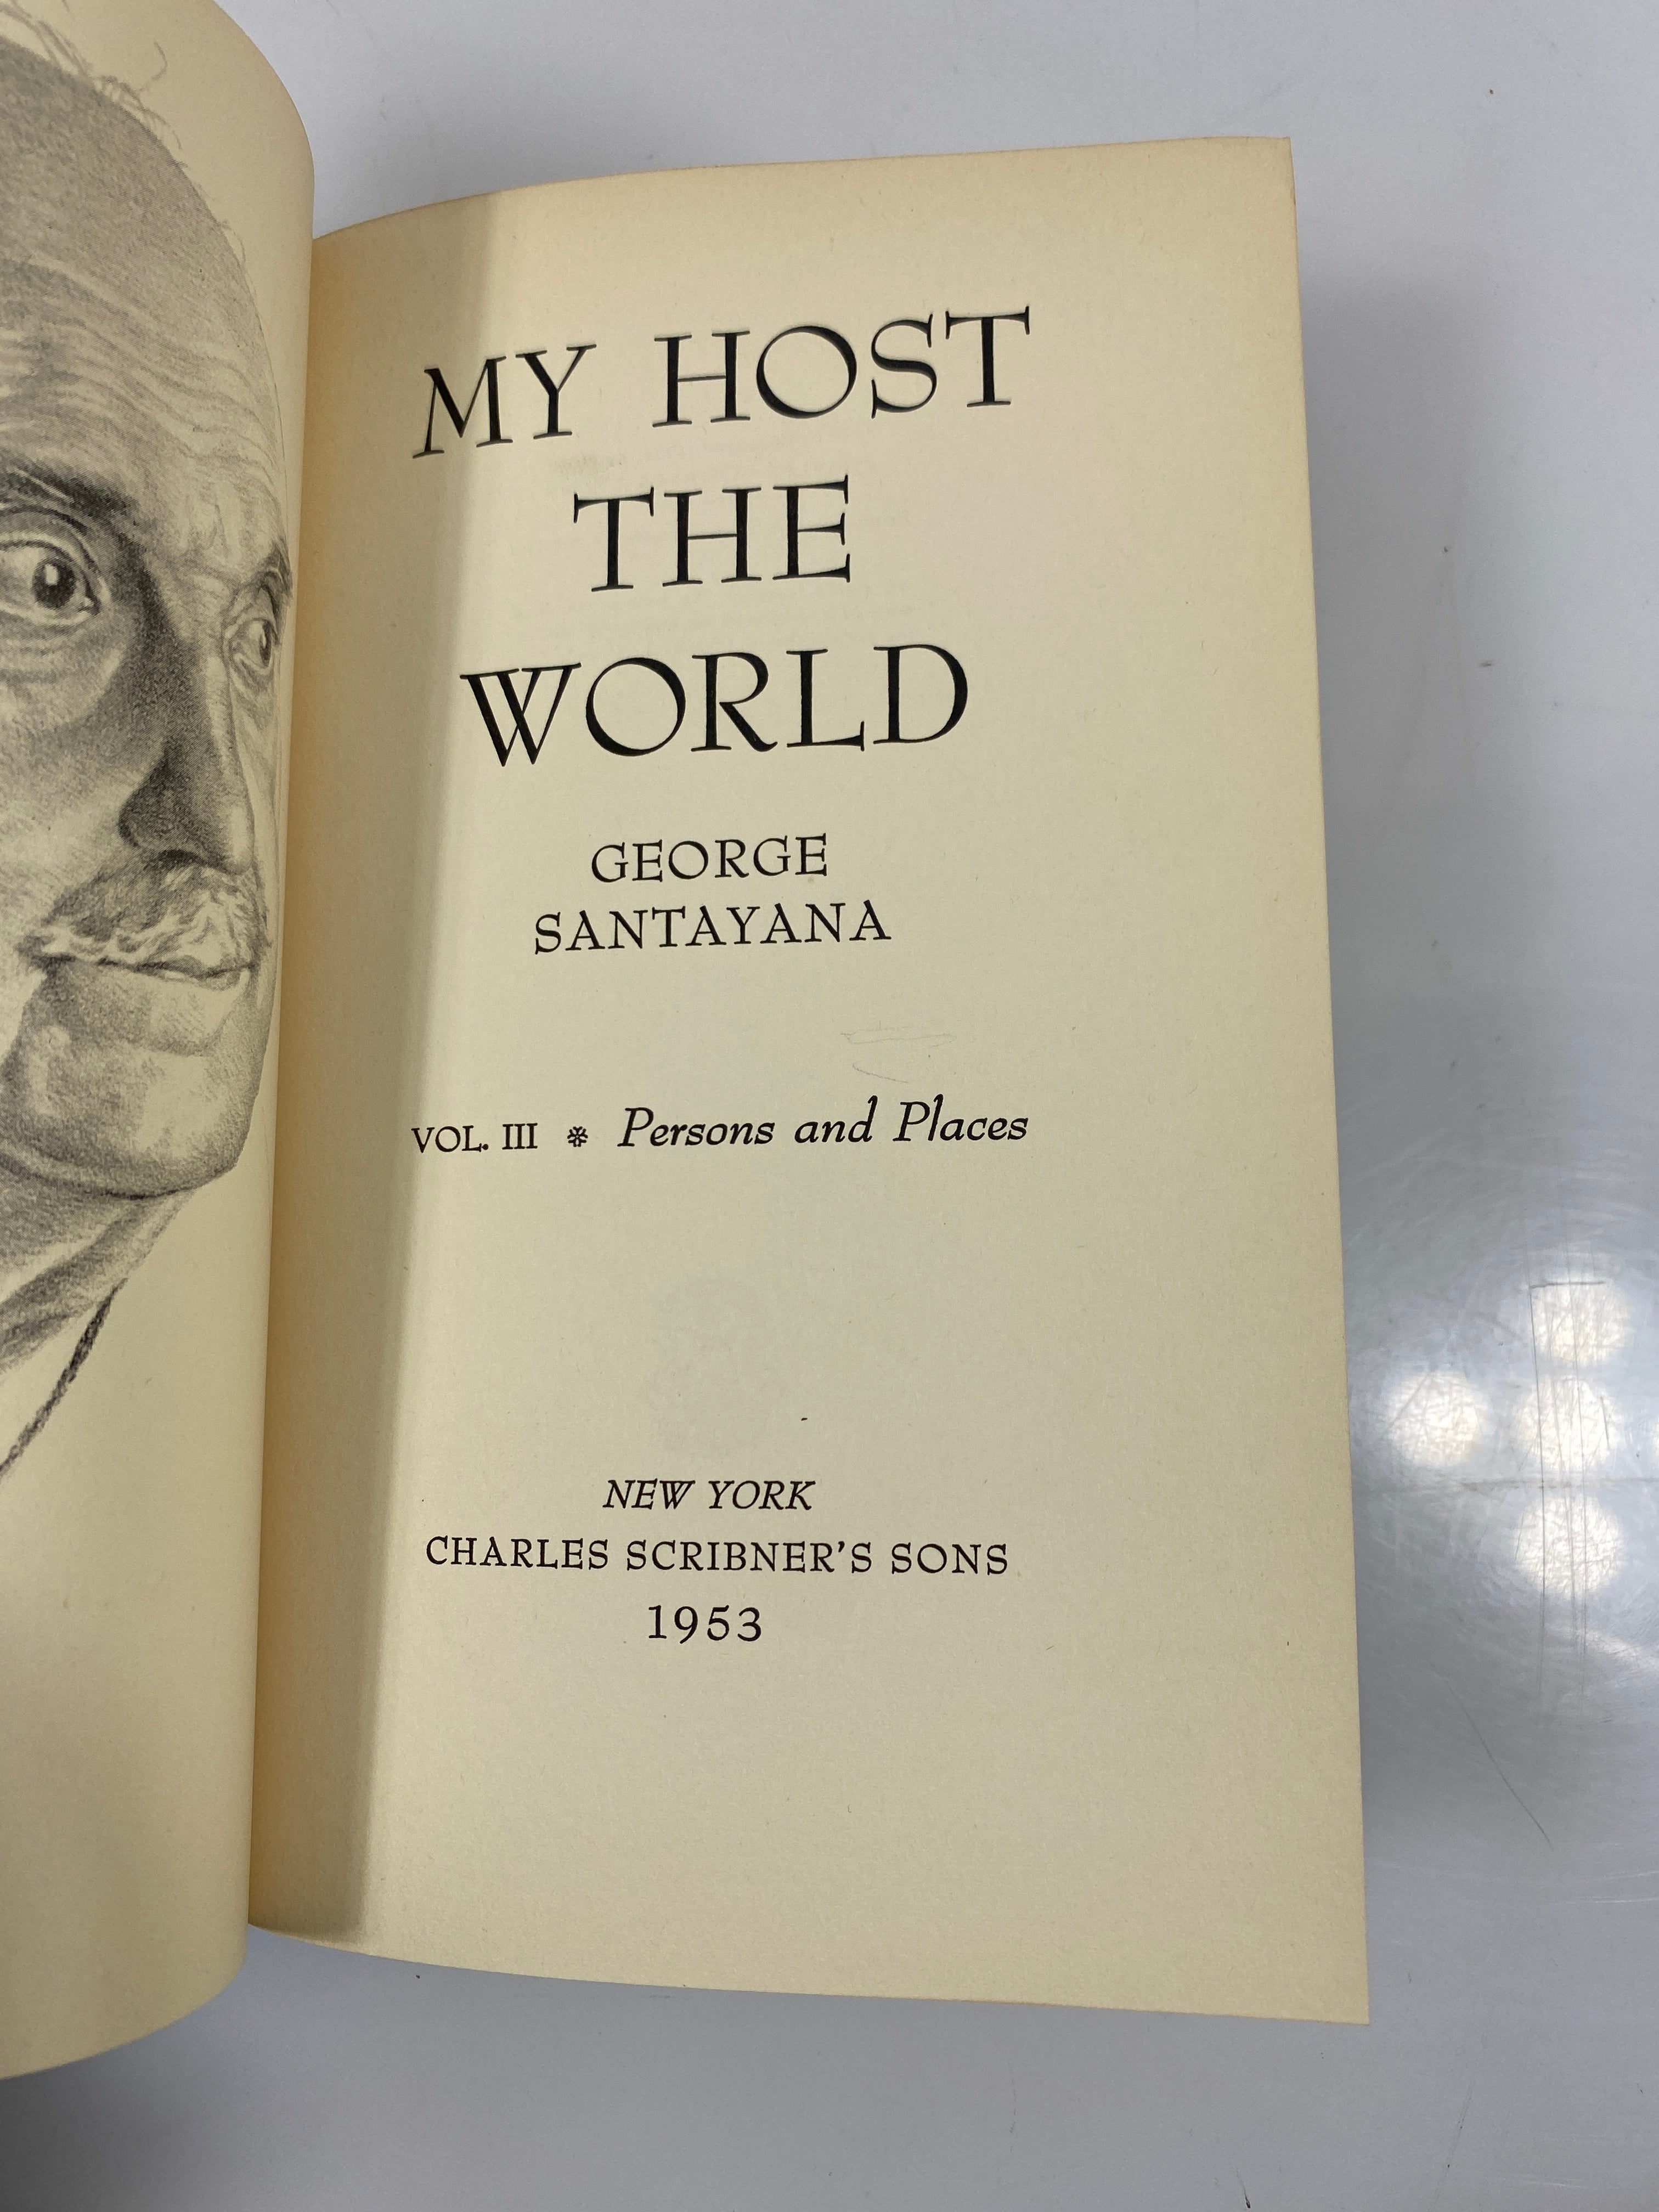 MY HOST
THE
WORLD
GEORGE
SANTAYANA
VOL. III * Persons and Places
NEW YORK
CHARLES SCRIBNER'S SONS
1953